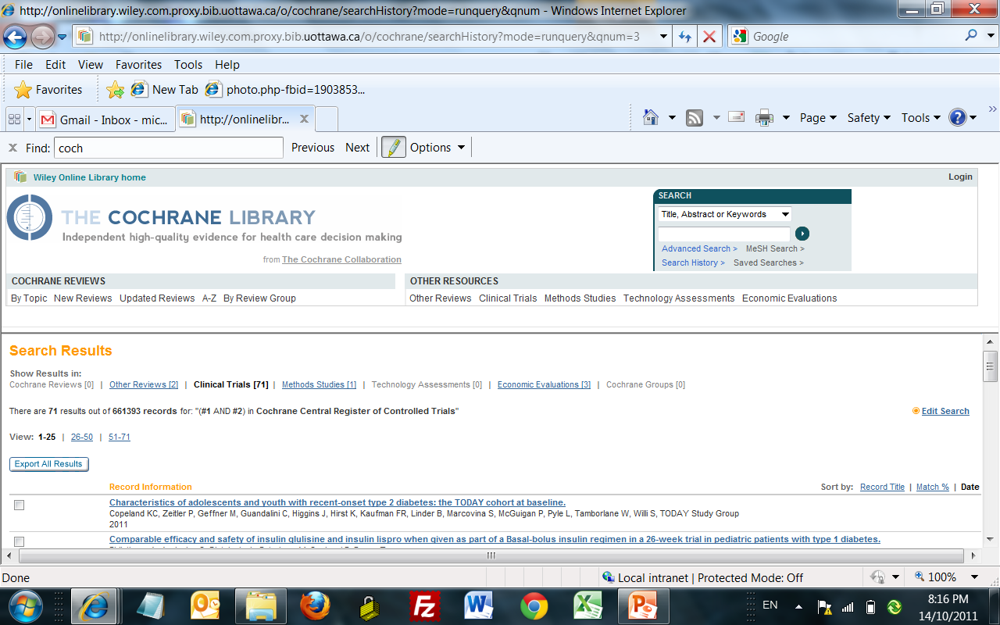 http://onlinelibrary.wiley.com.proxy.bib.uottawa.ca/o/cochrane/searchHistory?mode=runquery&qnum - Windows Internet Explorer
http://onlinelibrary.wiley.com.proxy.bib.uottawa.ca/o/cochrane/searchHistory?mode=runquery&qnum=3 Google
File Edit View Favorites Tools Help
Favorites New Tab photo.php-fbid=1903853...
Gmail - Inbox - mic... http://onlinelibr... Page Safety Tools
Find: coch Previous Next Options
Wiley Online Library home Login
THE COCHRANE LIBRARY
Independent high-quality evidence for health care decision making
from The Cochrane Collaboration
SEARCH
Title, Abstract or Keywords
Advanced Search > MeSH Search >
Search History > Saved Searches >
COCHRANE REVIEWS OTHER RESOURCES
By Topic New Reviews Updated Reviews A-Z By Review Group Other Reviews Clinical Trials Methods Studies Technology Assessments Economic Evaluations
Search Results
Show Results in:
Cochrane Reviews [0] | Other Reviews [2] | Clinical Trials [71] | Methods Studies [1] | Technology Assessments [0] | Economic Evaluations [3] | Cochrane Groups [0]
There are 71 results out of 661393 records for: "(#1 AND #2) in Cochrane Central Register of Controlled Trials" Edit Search
View: 1-25 | 26-50 | 51-71
Export All Results
Record Information Sort by: Record Title | Match % | Date
Characteristics of adolescents and youth with recent-onset type 2 diabetes: the TODAY cohort at baseline.
Copeland KC, Zeitler P, Geffner M, Guandalini C, Higgins J, Hirst K, Kaufman FR, Linder B, Marcovina S, McGuigan P, Pyle L, Tamborlane W, Willi S, TODAY Study Group
2011
Comparable efficacy and safety of insulin glulisine and insulin lispro when given as part of a Basal-bolus insulin regimen in a 26-week trial in pediatric patients with type 1 diabetes.
Done Local intranet | Protected Mode: Off 100%
EN 8:16 PM
14/10/2011